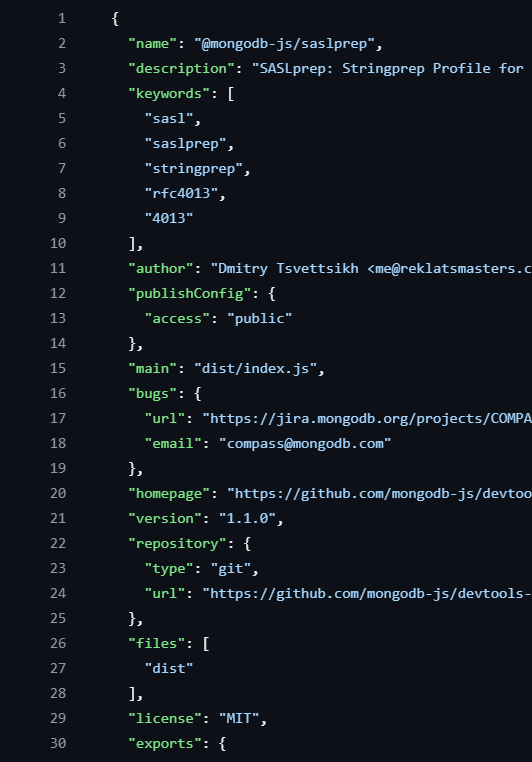 1 {
2 "name": "@mongodb-js/saslprep",
3 "description": "SASLprep: Stringprep Profile for
4 "keywords": [
5 "sasl",
6 "saslprep",
7 "stringprep",
8 "rfc4013",
9 "4013"
10 ],
11 "author": "Dmitry Tsvettsikh <me@reklatsmasters.c
12 "publishConfig": {
13 "access": "public"
14 },
15 "main": "dist/index.js",
16 "bugs": {
17 "url": "https://jira.mongodb.org/projects/COMPA
18 "email": "compass@mongodb.com"
19 },
20 "homepage": "https://github.com/mongodb-js/devtoo
21 "version": "1.1.0",
22 "repository": {
23 "type": "git",
24 "url": "https://github.com/mongodb-js/devtools-
25 },
26 "files": [
27 "dist"
28 ],
29 "license": "MIT",
30 "exports": {